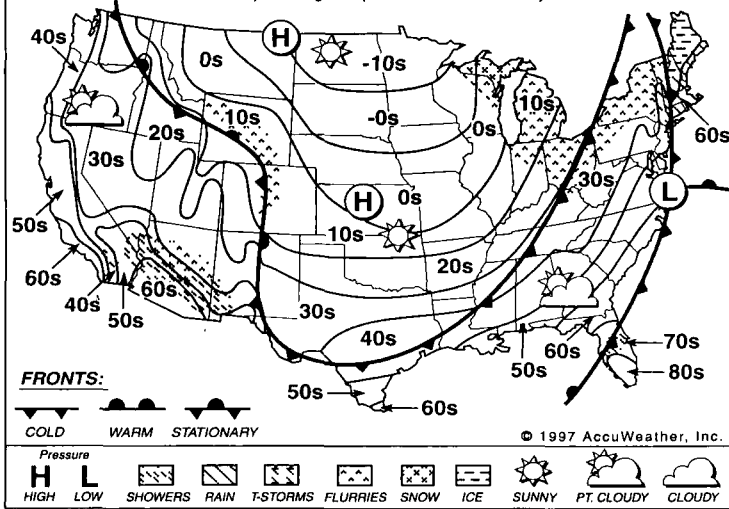 40s
0s
H
-10s
10s
-0s
0s
10s
20s
60s
30s
30s
H
0s
L
50s
10s
20s
60s
60s
40s
50s
30s
40s
70s
60s
50s
80s
50s
60s
FRONTS:
COLD WARM STATIONARY
© 1997 AccuWeather, Inc.
Pressure
H L
HIGH LOW SHOWERS RAIN T-STORMS FLURRIES SNOW ICE SUNNY PT. CLOUDY CLOUDY